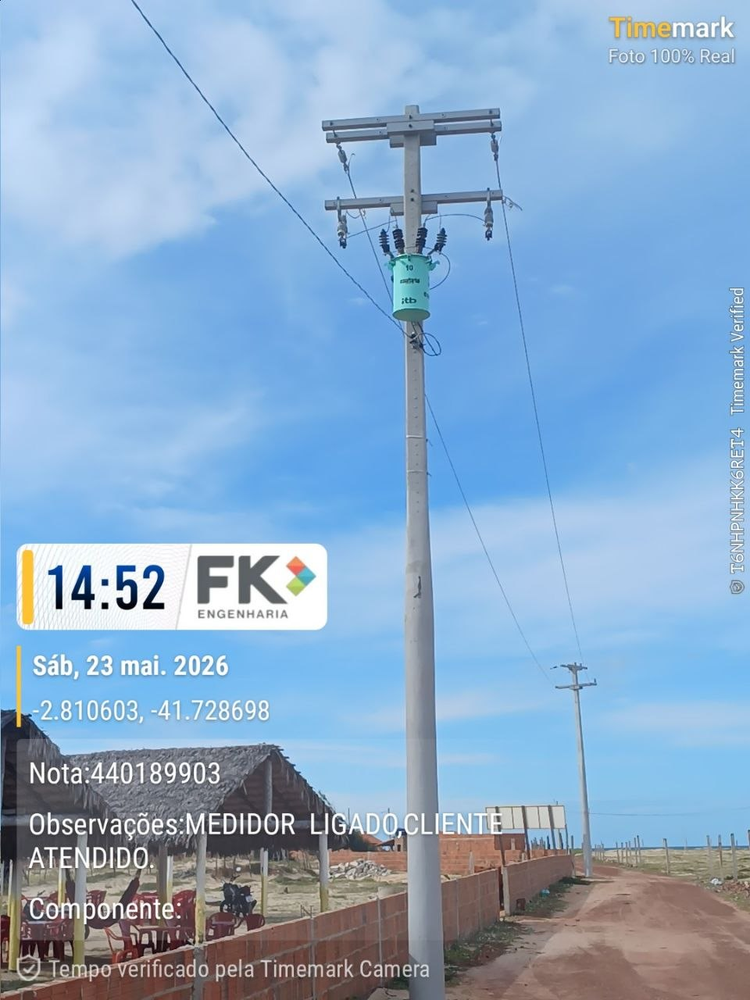 Timemark
Foto 100% Real
10
itb
14:52
FK
ENGENHARIA
Sáb, 23 mai. 2026
-2.810603, -41.728698
Nota:440189903
Observações:MEDIDOR LIGADO,CLIENTE
ATENDIDO.
Componente:
Tempo verificado pela Timemark Camera
I6NHPNHKK6RET4 Timemark Verified